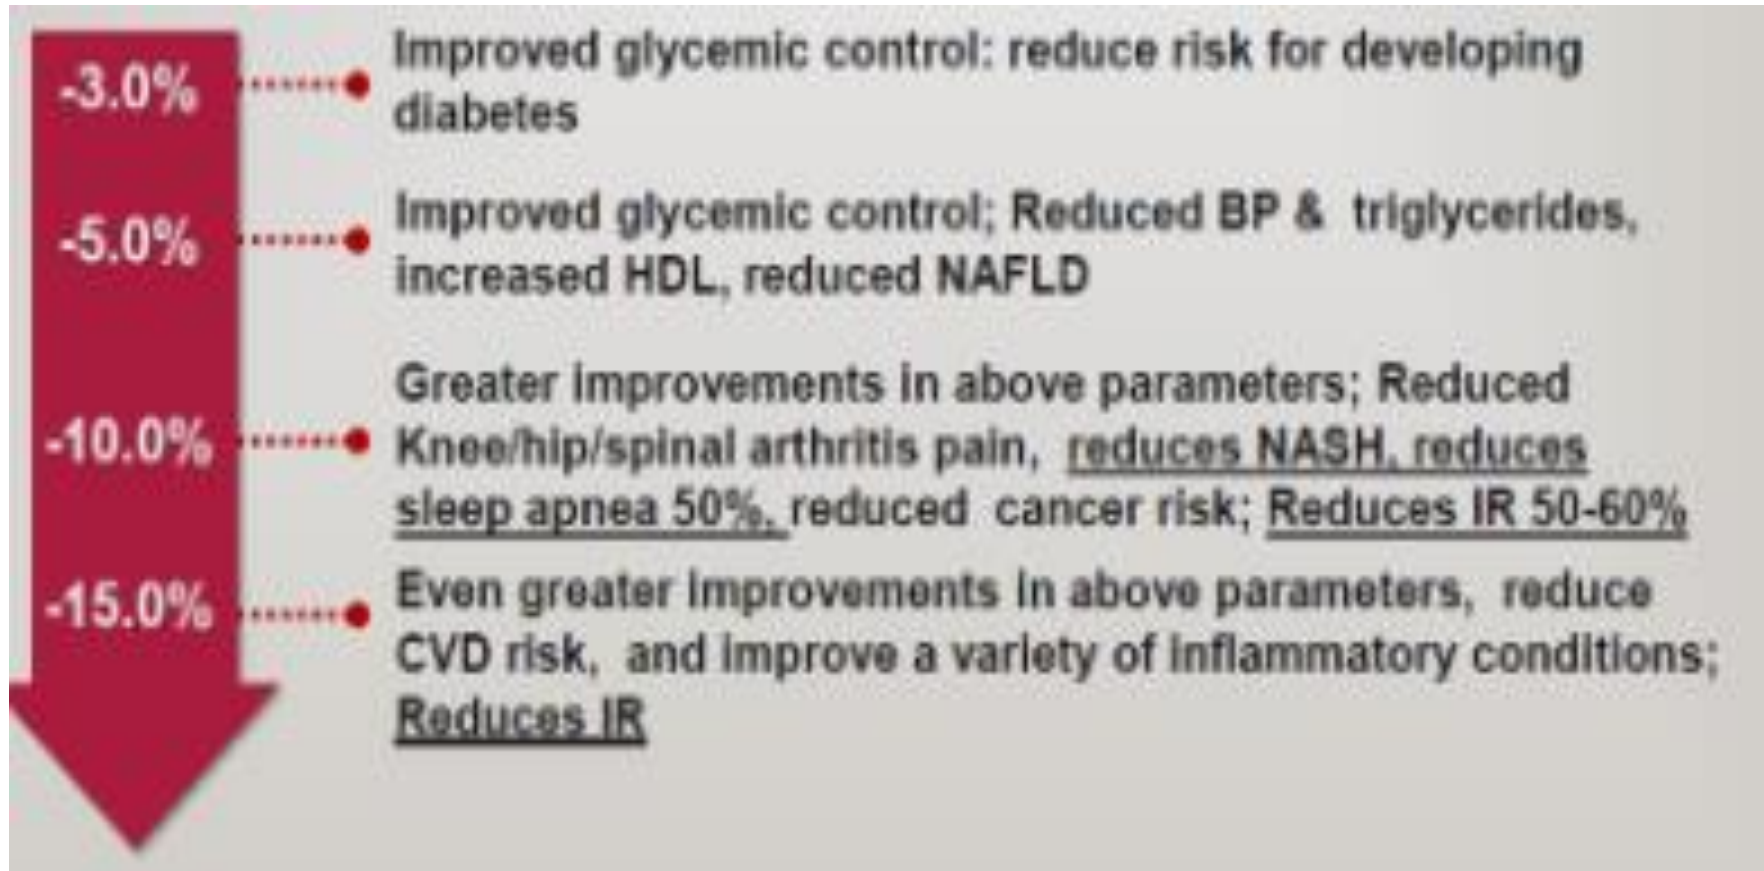 -3.0%
Improved glycemic control: reduce risk for developing
diabetes
-5.0%
Improved glycemic control; Reduced BP & triglycerides,
increased HDL, reduced NAFLD
-10.0%
Greater improvements in above parameters; Reduced
Knee/hip/spinal arthritis pain, reduces NASH, reduces
sleep apnea 50%, reduced cancer risk; Reduces IR 50-60%
-15.0%
Even greater improvements in above parameters, reduce
CVD risk, and improve a variety of inflammatory conditions;
Reduces IR